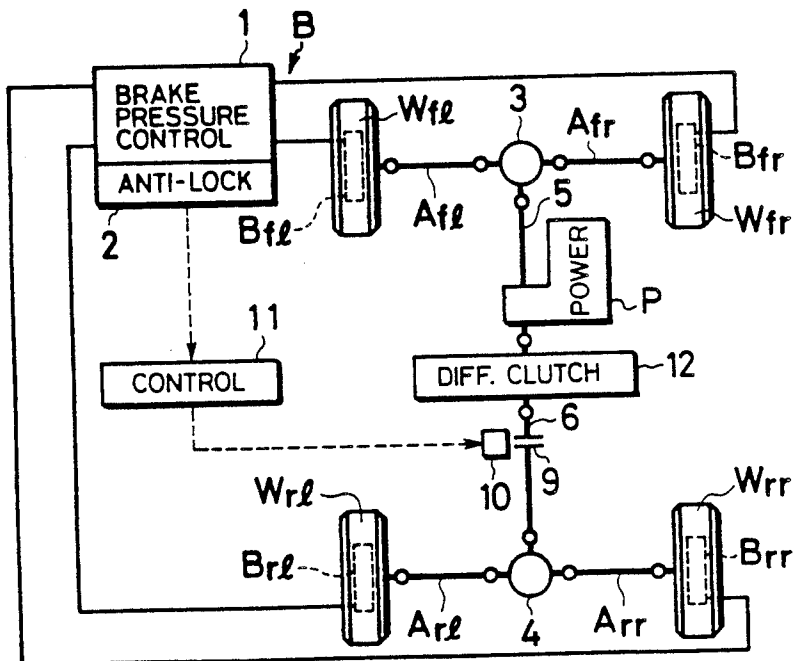 1
B
BRAKE
PRESSURE
CONTROL
ANTI-LOCK
2
Wfℓ
Bfℓ
Afℓ
3
Afr
5
Bfr
Wfr
POWER
P
11
CONTROL
DIFF. CLUTCH
12
6
10
9
Wrℓ
Brℓ
Arℓ
4
Arr
Wrr
Brr